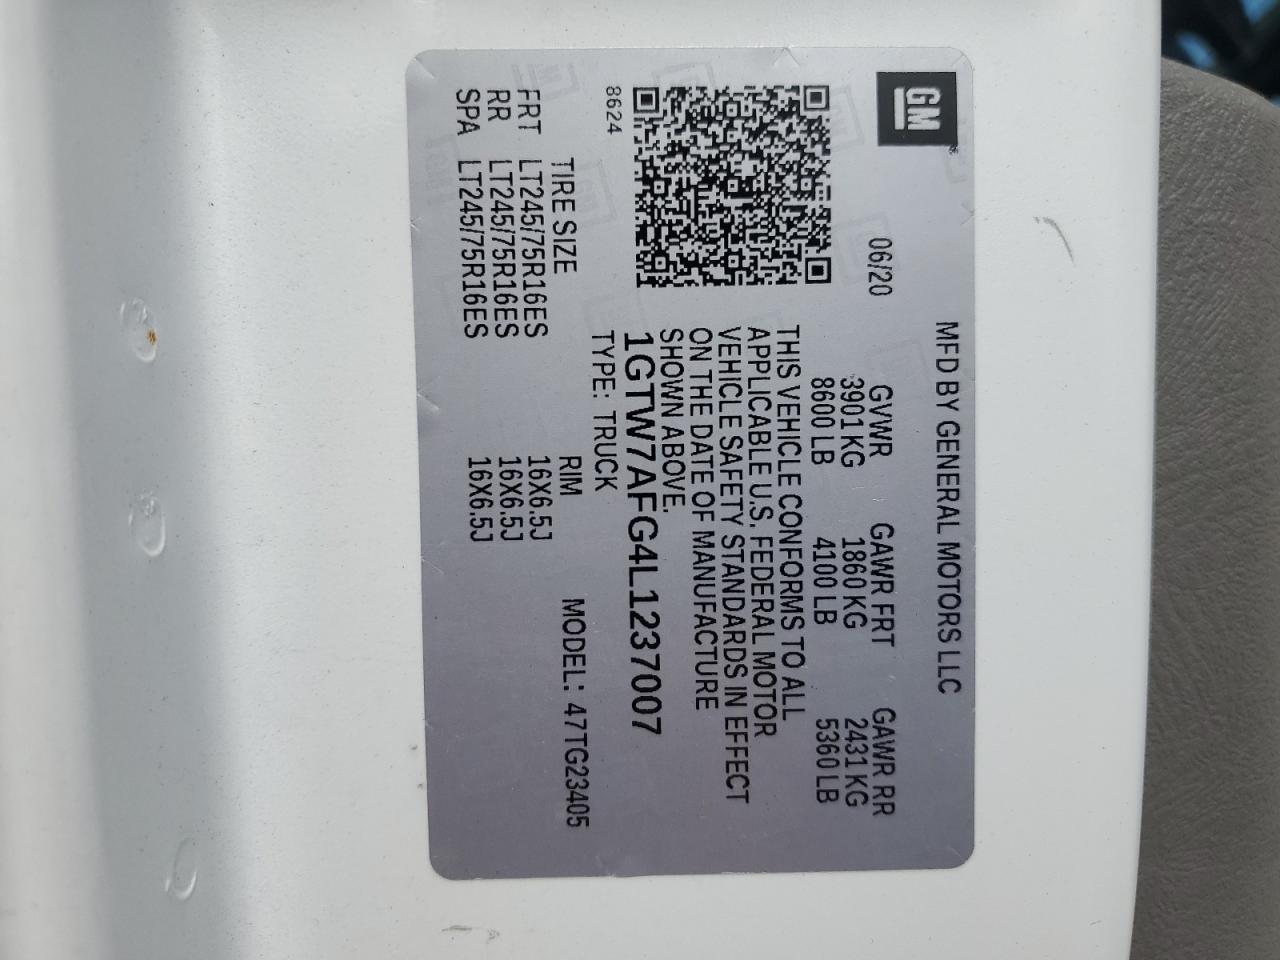 GM
MFD BY GENERAL MOTORS LLC
06/20 GVWR GAWR FRT GAWR RR
3901 KG 1860 KG 2431 KG
8600 LB 4100 LB 5360 LB
THIS VEHICLE CONFORMS TO ALL
APPLICABLE U.S. FEDERAL MOTOR
VEHICLE SAFETY STANDARDS IN EFFECT
ON THE DATE OF MANUFACTURE
SHOWN ABOVE.
1GTW7AFG4L1237007
8624 TYPE: TRUCK
TIRE SIZE RIM MODEL: 47TG23405
FRT LT245/75R16ES 16X6.5J
RR LT245/75R16ES 16X6.5J
SPA LT245/75R16ES 16X6.5J